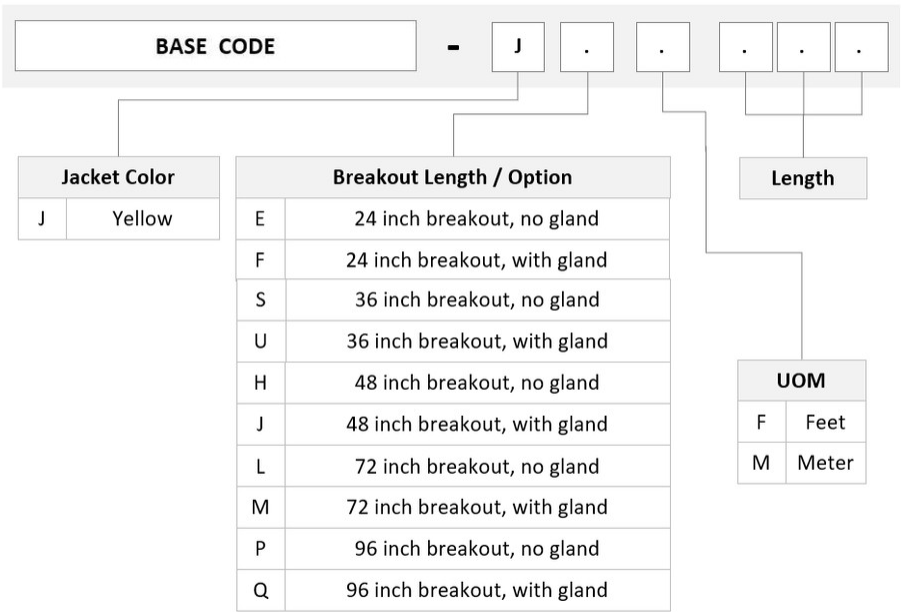 BASE CODE - J . . . . .
Jacket Color
J Yellow
Breakout Length / Option
E 24 inch breakout, no gland
F 24 inch breakout, with gland
S 36 inch breakout, no gland
U 36 inch breakout, with gland
H 48 inch breakout, no gland
J 48 inch breakout, with gland
L 72 inch breakout, no gland
M 72 inch breakout, with gland
P 96 inch breakout, no gland
Q 96 inch breakout, with gland
Length
UOM
F Feet
M Meter